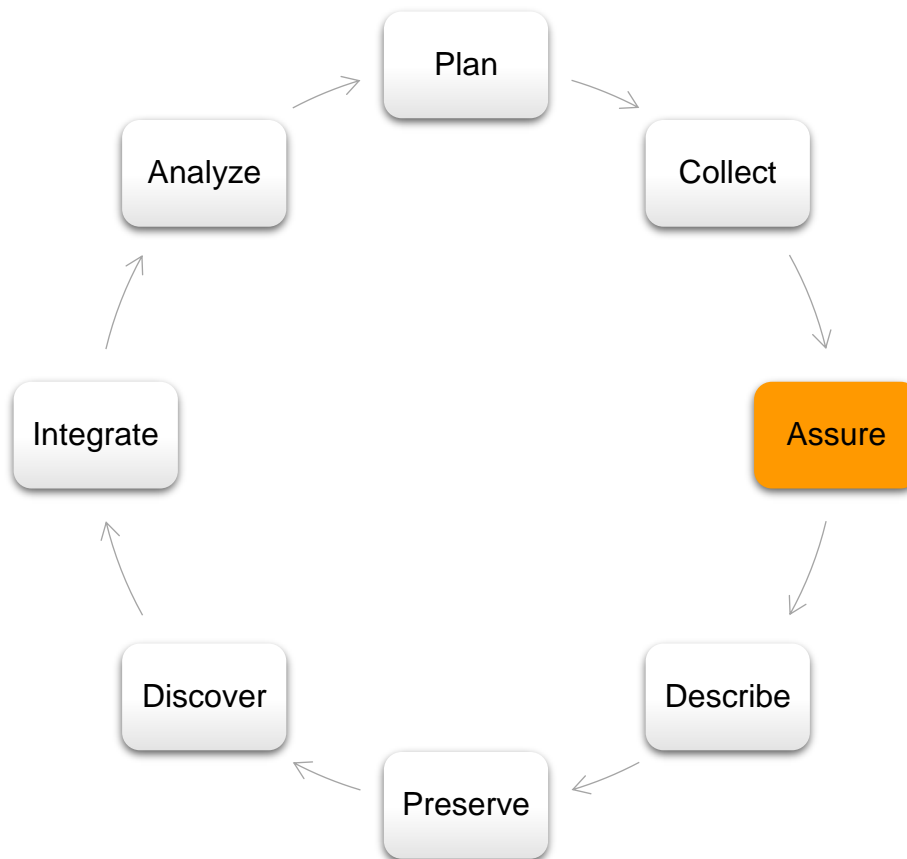 Plan
Collect
Assure
Describe
Preserve
Discover
Integrate
Analyze